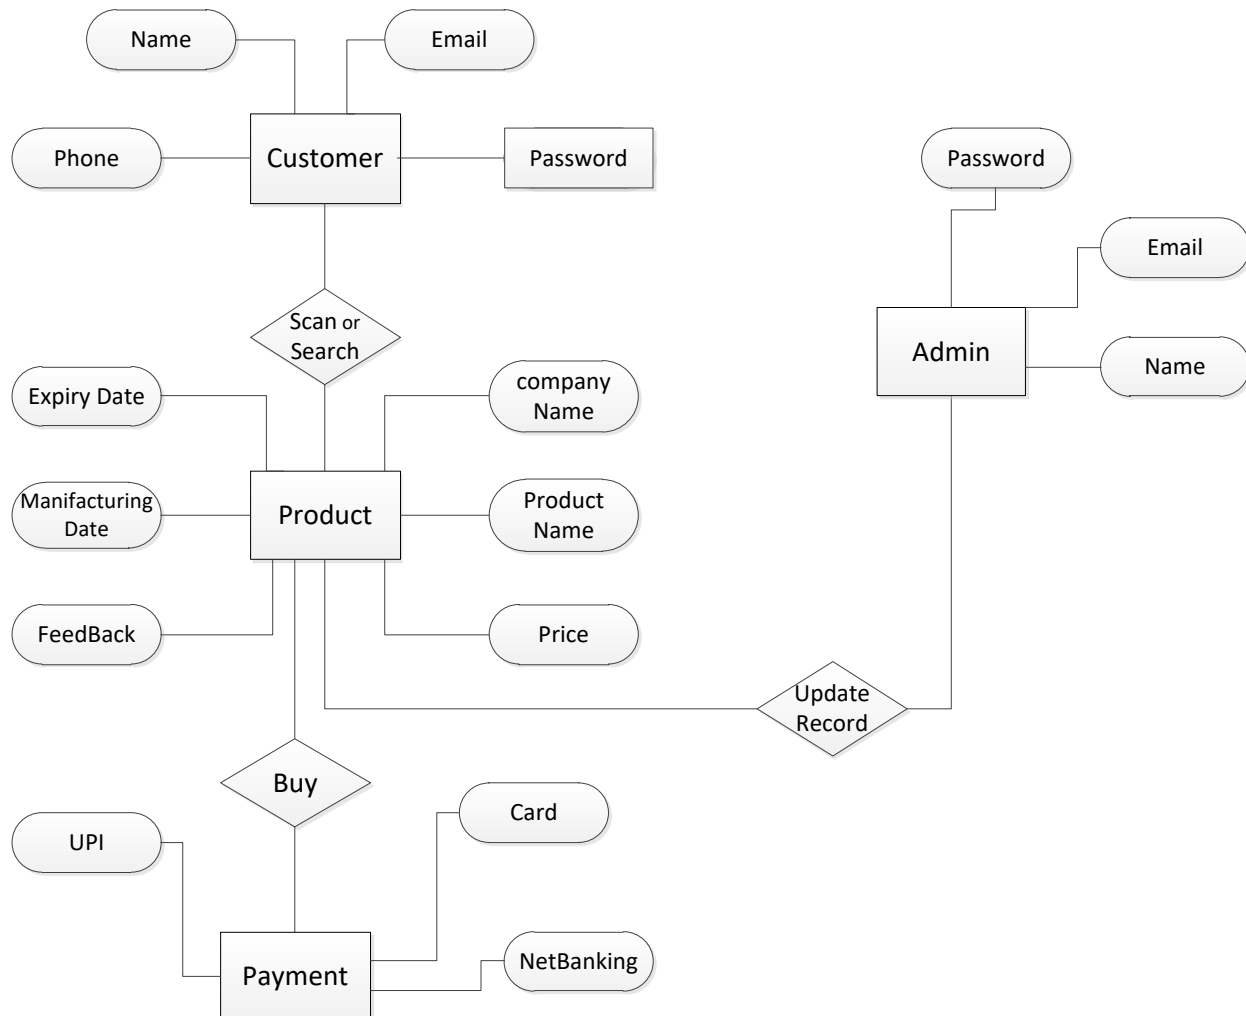 Name
Email
Phone
Customer
Password
Password
Email
Scan or
Search
Admin
Name
Expiry Date
company
Name
Manifacturing
Date
Product
Product
Name
FeedBack
Price
Update
Record
Buy
Card
UPI
Payment
NetBanking